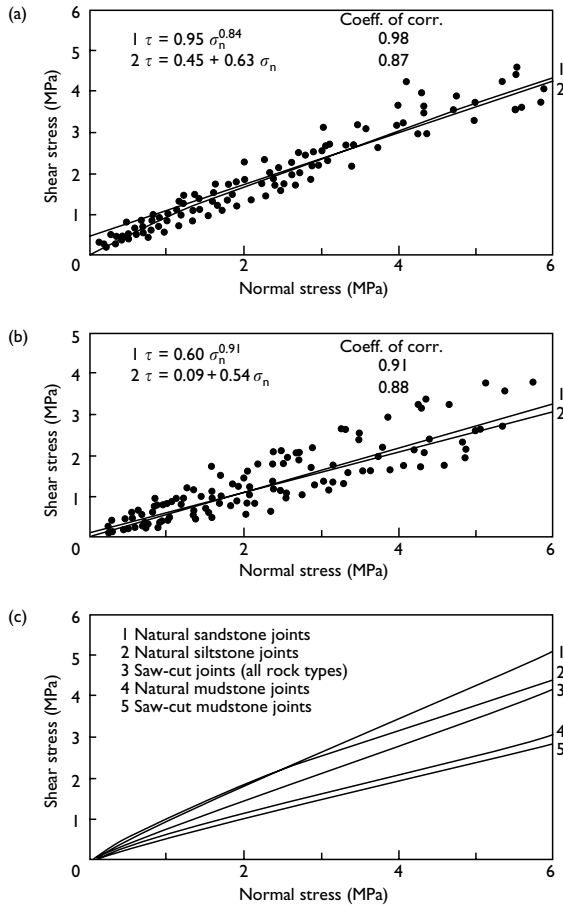 (a)
6
5
4
3
2
1
0
Shear stress (MPa)
Coeff. of corr.
1 τ = 0.95 σn^0.84 0.98
2 τ = 0.45 + 0.63 σn 0.87
1
2
2 4 6
Normal stress (MPa)
(b)
5
4
3
2
1
0
Shear stress (MPa)
Coeff. of corr.
1 τ = 0.60 σn^0.91 0.91
2 τ = 0.09 + 0.54 σn 0.88
1
2
2 4 6
Normal stress (MPa)
(c)
6
5
4
3
2
1
0
Shear stress (MPa)
1 Natural sandstone joints
2 Natural siltstone joints
3 Saw-cut joints (all rock types)
4 Natural mudstone joints
5 Saw-cut mudstone joints
1
2
3
4
5
2 4 6
Normal stress (MPa)